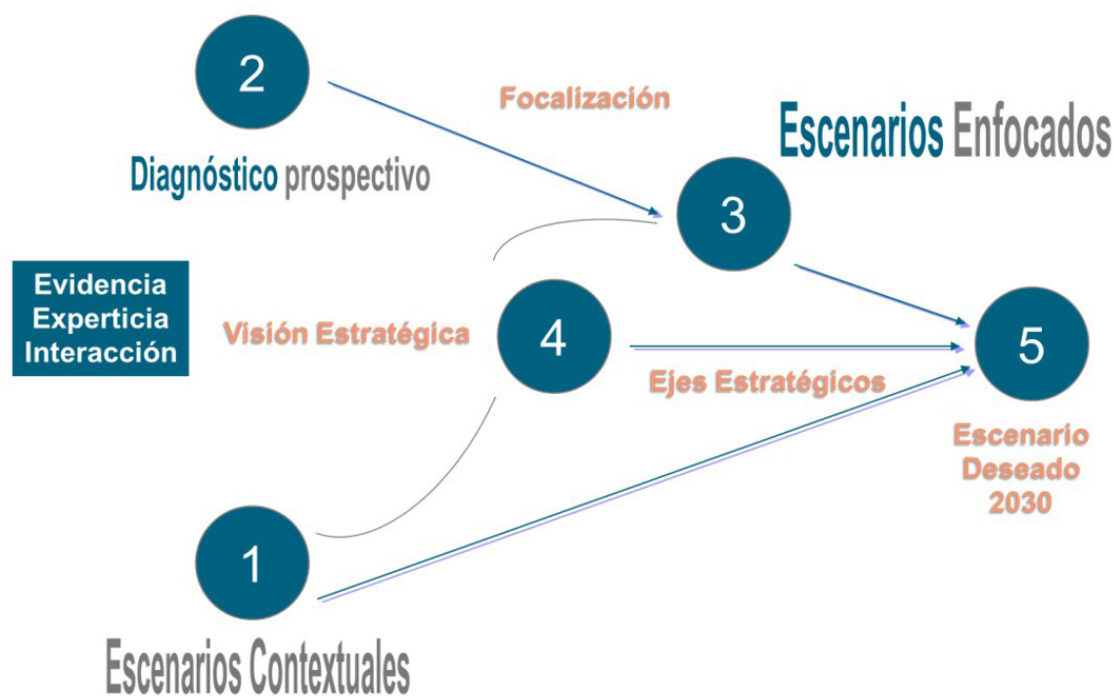 2
Focalización
Escenarios Enfocados
Diagnóstico prospectivo
3
Evidencia
Experticia
Interacción
Visión Estratégica
4
Ejes Estratégicos
5
Escenario
Deseado
2030
1
Escenarios Contextuales